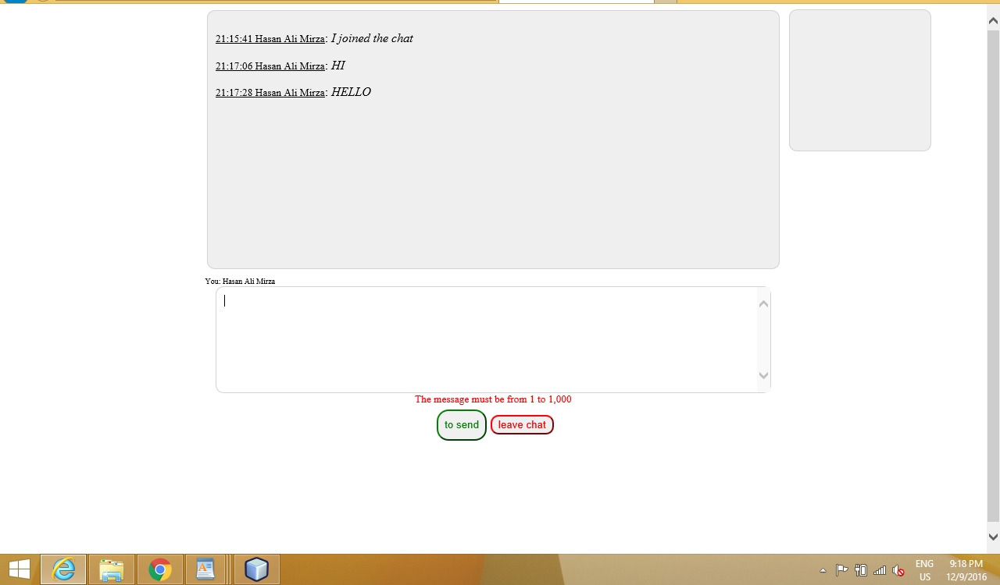 21:15:41 Hasan Ali Mirza: I joined the chat
21:17:06 Hasan Ali Mirza: HI
21:17:28 Hasan Ali Mirza: HELLO
You: Hasan Ali Mirza
The message must be from 1 to 1,000
to send
leave chat
ENG
9:18 PM
US
12/9/2016